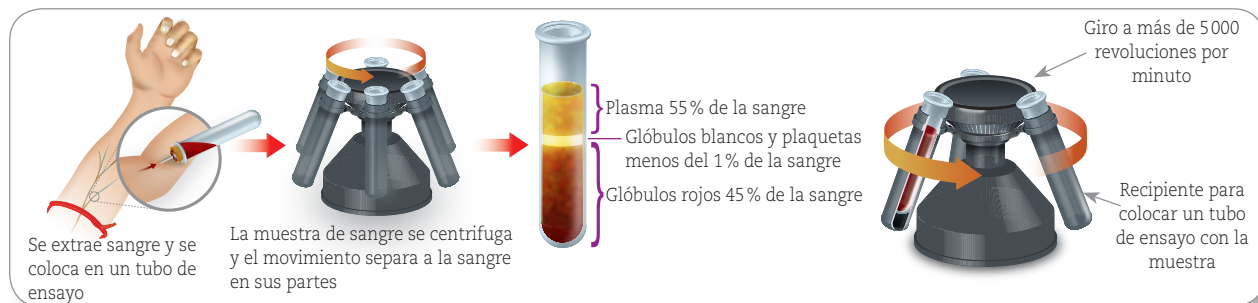 Se extrae sangre y se
coloca en un tubo de
ensayo
La muestra de sangre se centrifuga
y el movimiento separa a la sangre
en sus partes
Plasma 55% de la sangre
Glóbulos blancos y plaquetas
menos del 1% de la sangre
Glóbulos rojos 45% de la sangre
Giro a más de 5 000
revoluciones por
minuto
Recipiente para
colocar un tubo
de ensayo con la
muestra